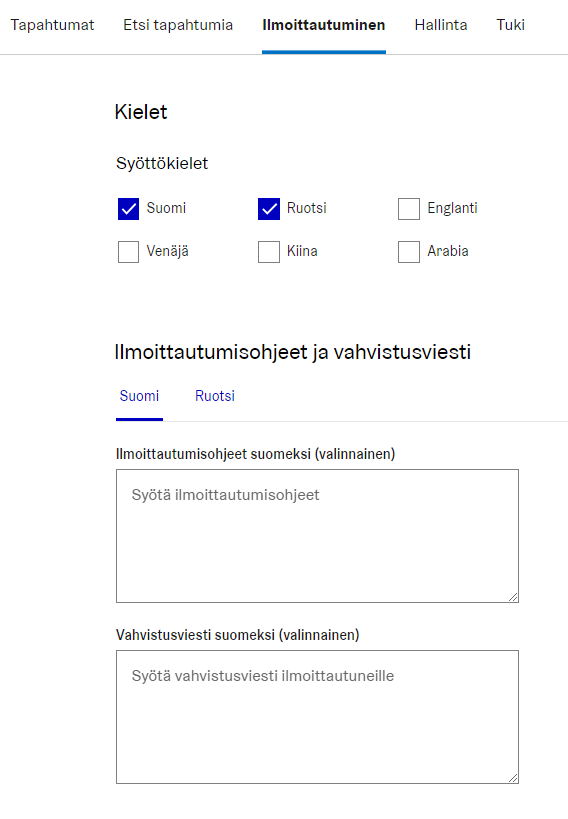 Tapahtumat Etsi tapahtumia Ilmoittautuminen Hallinta Tuki
Kielet
Syöttökielet
Suomi Ruotsi Englanti
Venäjä Kiina Arabia
Ilmoittautumisohjeet ja vahvistusviesti
Suomi Ruotsi
Ilmoittautumisohjeet suomeksi (valinnainen)
Syötä ilmoittautumisohjeet
Vahvistusviesti suomeksi (valinnainen)
Syötä vahvistusviesti ilmoittautuneille